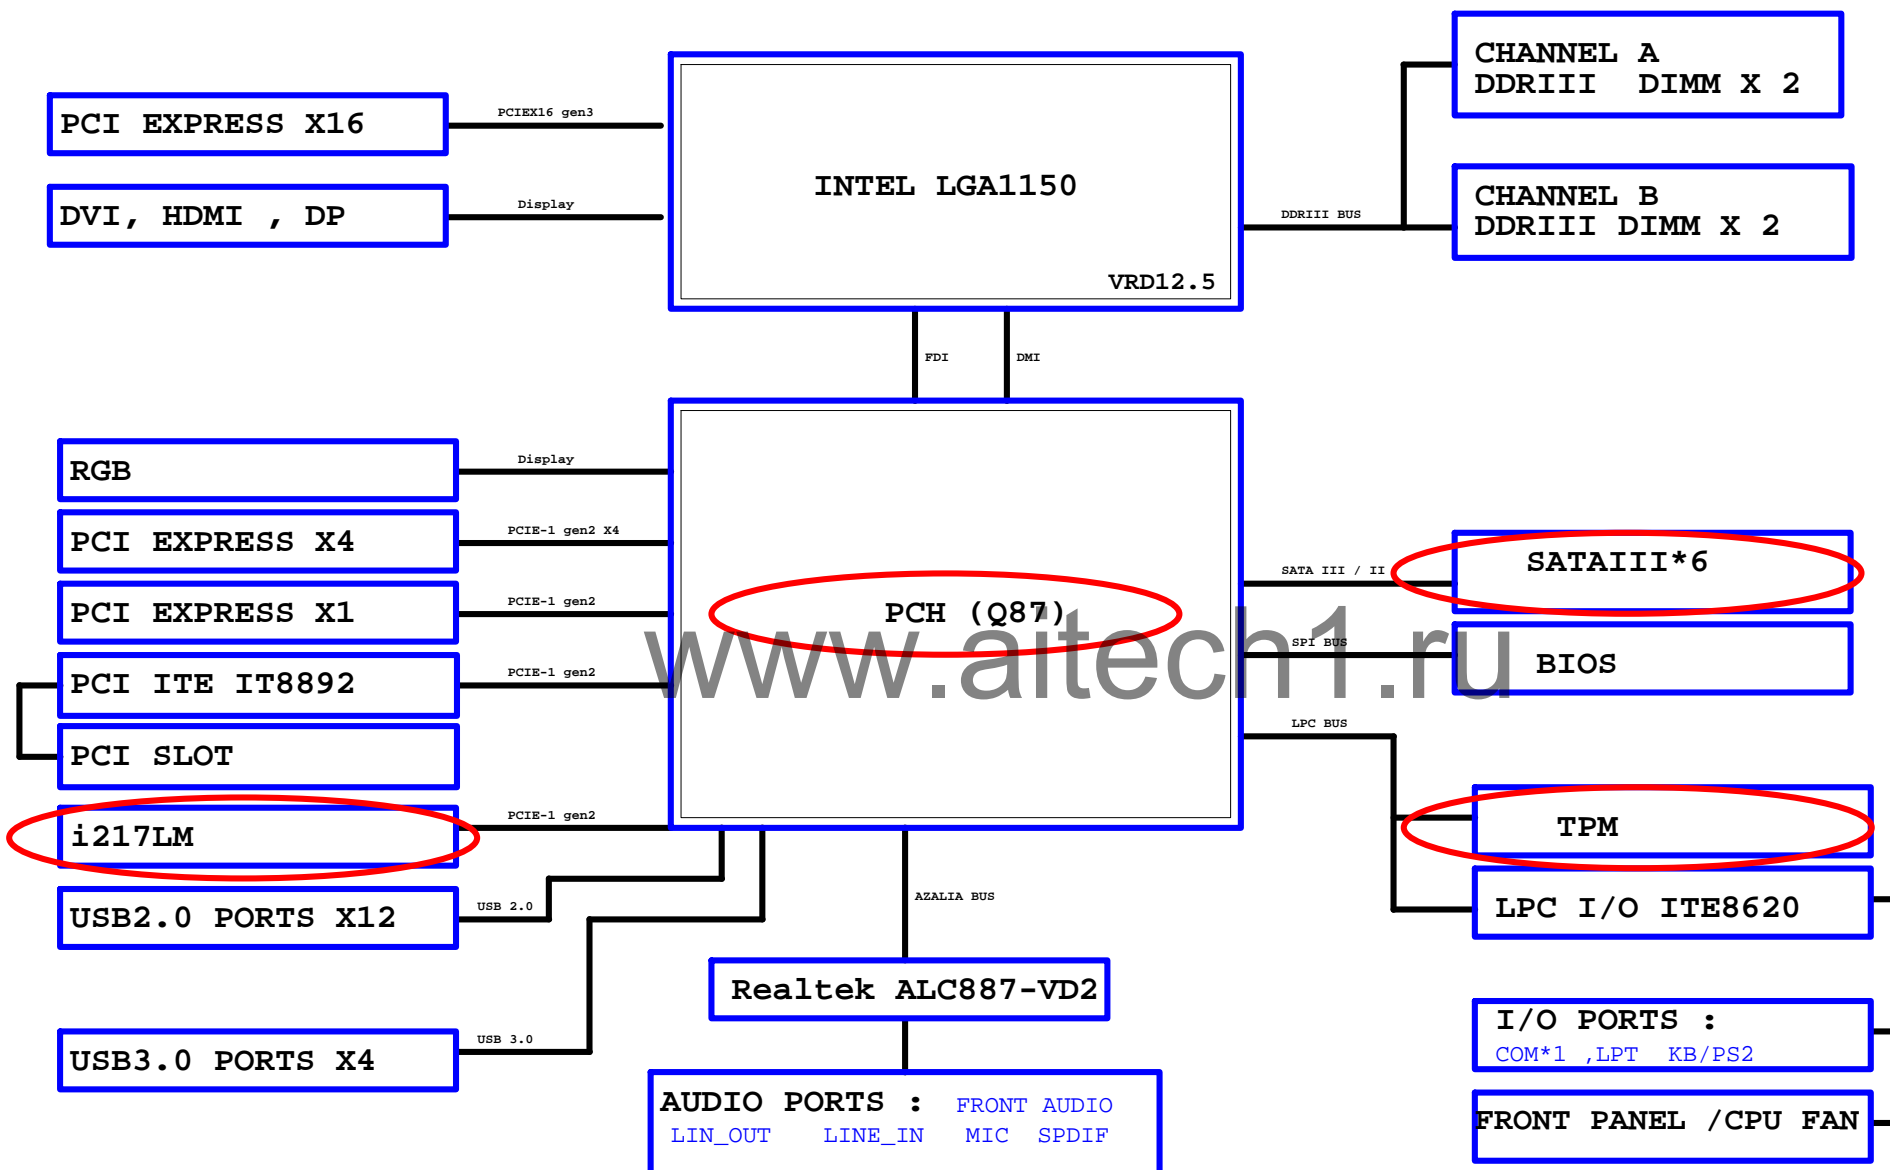 CHANNEL A
DDRIII DIMM X 2
PCI EXPRESS X16
PCIEX16 gen3
INTEL LGA1150
DVI, HDMI , DP
Display
DDRIII BUS
CHANNEL B
DDRIII DIMM X 2
VRD12.5
FDI
DMI
RGB
Display
PCI EXPRESS X4
PCIE-1 gen2 X4
SATA III / II
SATAIII*6
PCI EXPRESS X1
PCIE-1 gen2
PCH (Q87)
SPI BUS
BIOS
www.aitech1.ru
PCI ITE IT8892
PCIE-1 gen2
PCI SLOT
LPC BUS
i217LM
PCIE-1 gen2
TPM
USB2.0 PORTS X12
USB 2.0
AZALIA BUS
LPC I/O ITE8620
Realtek ALC887-VD2
USB3.0 PORTS X4
USB 3.0
I/O PORTS :
COM*1 ,LPT KB/PS2
AUDIO PORTS : FRONT AUDIO
LIN_OUT LINE_IN MIC SPDIF
FRONT PANEL /CPU FAN